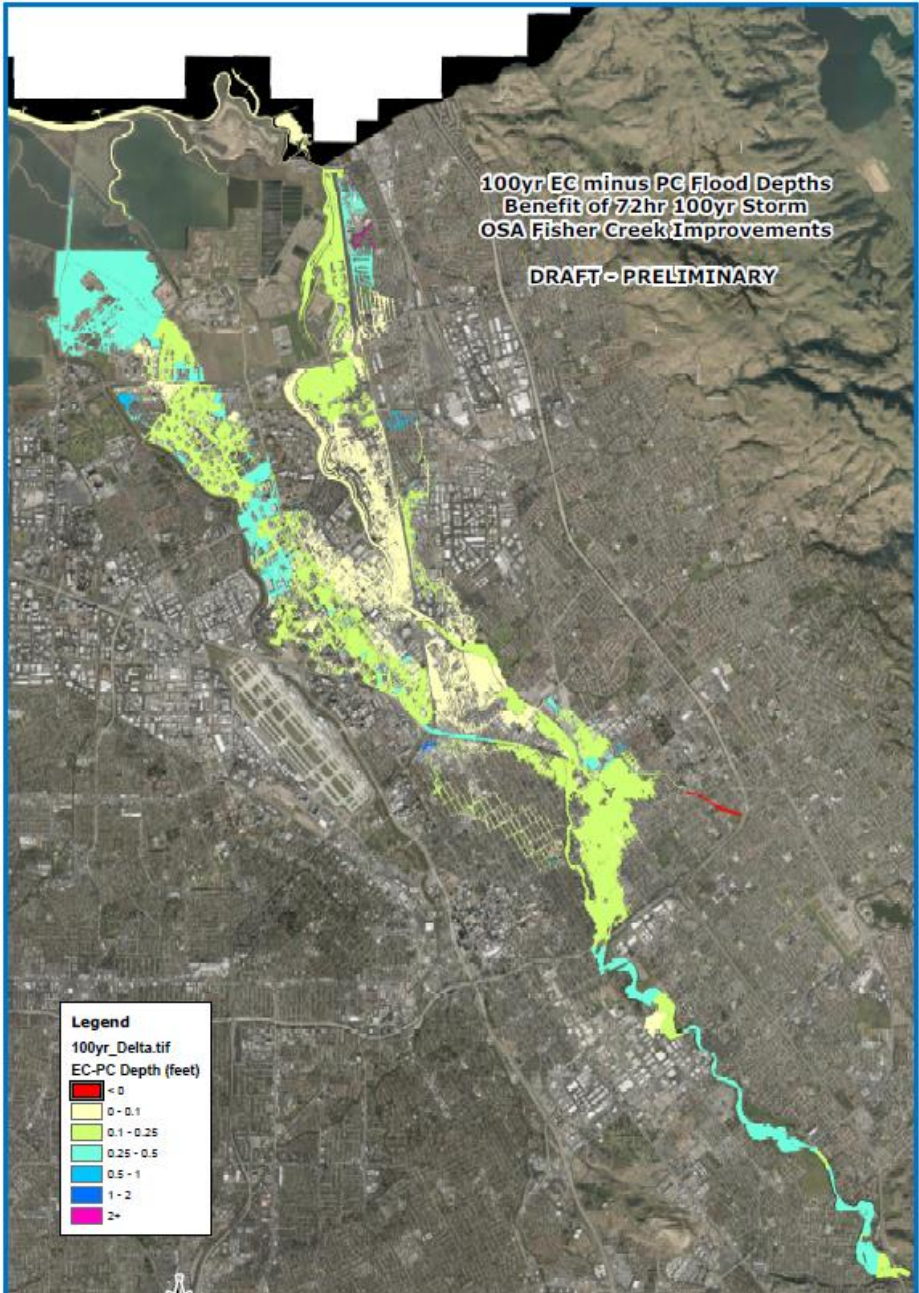 100yr EC minus PC Flood Depths
Benefit of 72hr 100yr Storm
OSA Fisher Creek Improvements
DRAFT - PRELIMINARY
Legend
100yr_Delta.tif
EC-PC Depth (feet)
< 0
0 - 0.1
0.1 - 0.25
0.25 - 0.5
0.5 - 1
1 - 2
2+